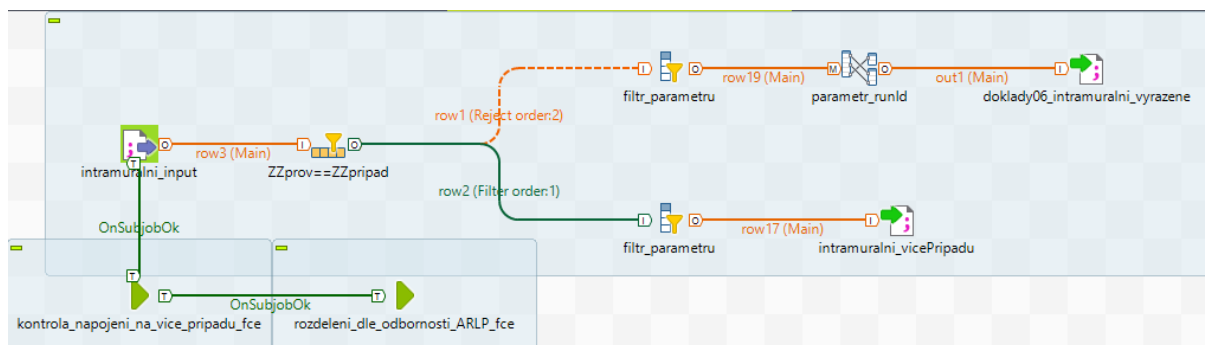 row19 (Main)
out1 (Main)
filtr_parametru
parametr_runId
doklady06_intramuralni_vyrazene
row1 (Reject order:2)
row3 (Main)
intramuralni_input
ZZprov==ZZpripad
row2 (Filter order:1)
OnSubjobOk
row17 (Main)
filtr_parametru
intramuralni_vicePripadu
OnSubjobOk
kontrola_napojeni_na_vice_pripadu_fce
rozdeleni_dle_odbornosti_ARLP_fce